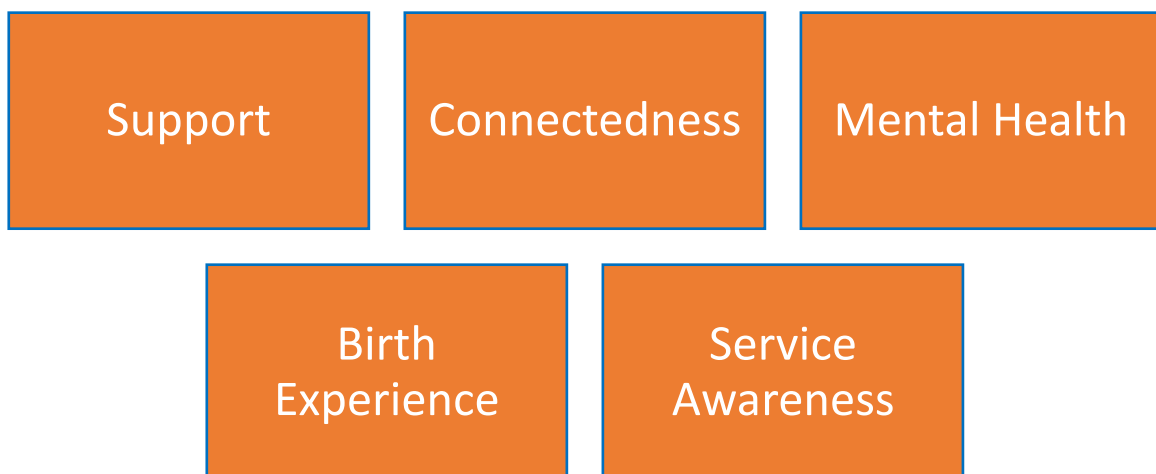 Support
Connectedness
Mental Health
Birth
Experience
Service
Awareness